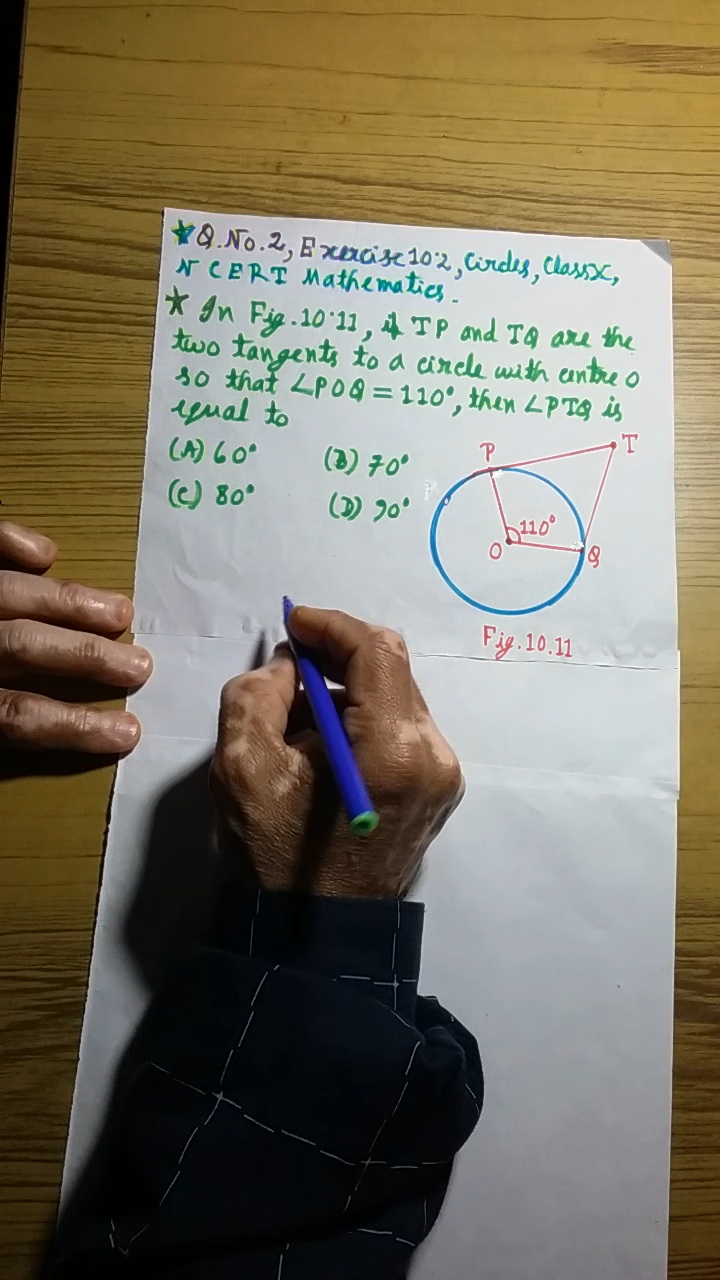 ★ Q.No.2, Exercise 10.2, Circles, Class X,
NCERT Mathematics.
★ In Fig.10.11, if TP and TQ are the
two tangents to a circle with centre O
so that ∠POQ = 110°, then ∠PTQ is
equal to
(A) 60° (B) 70°
(C) 80° (D) 90°
P
T
110°
O
Q
Fig.10.11